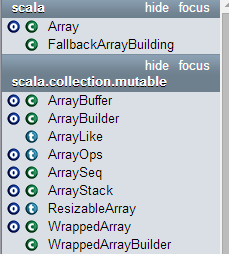 scala hide focus
O C Array
C FallbackArrayBuilding
hide focus
scala.collection.mutable
O C ArrayBuffer
O C ArrayBuilder
t ArrayLike
O t ArrayOps
O C ArraySeq
O C ArrayStack
O t ResizableArray
O C WrappedArray
C WrappedArrayBuilder